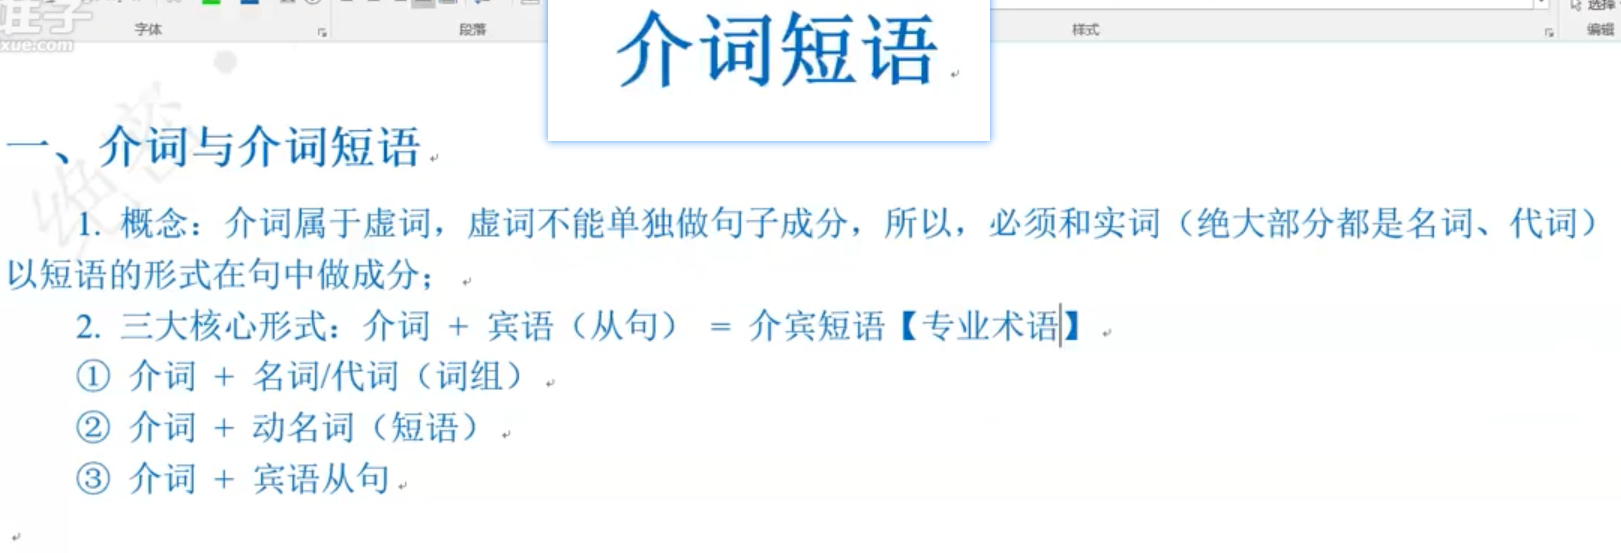 xue.com
字体
段落
样式
选择
编辑
介词短语
一、介词与介词短语
1. 概念：介词属于虚词，虚词不能单独做句子成分，所以，必须和实词（绝大部分都是名词、代词）
以短语的形式在句中做成分；
2. 三大核心形式：介词 + 宾语（从句） = 介宾短语【专业术语】
① 介词 + 名词/代词（词组）
② 介词 + 动名词（短语）
③ 介词 + 宾语从句